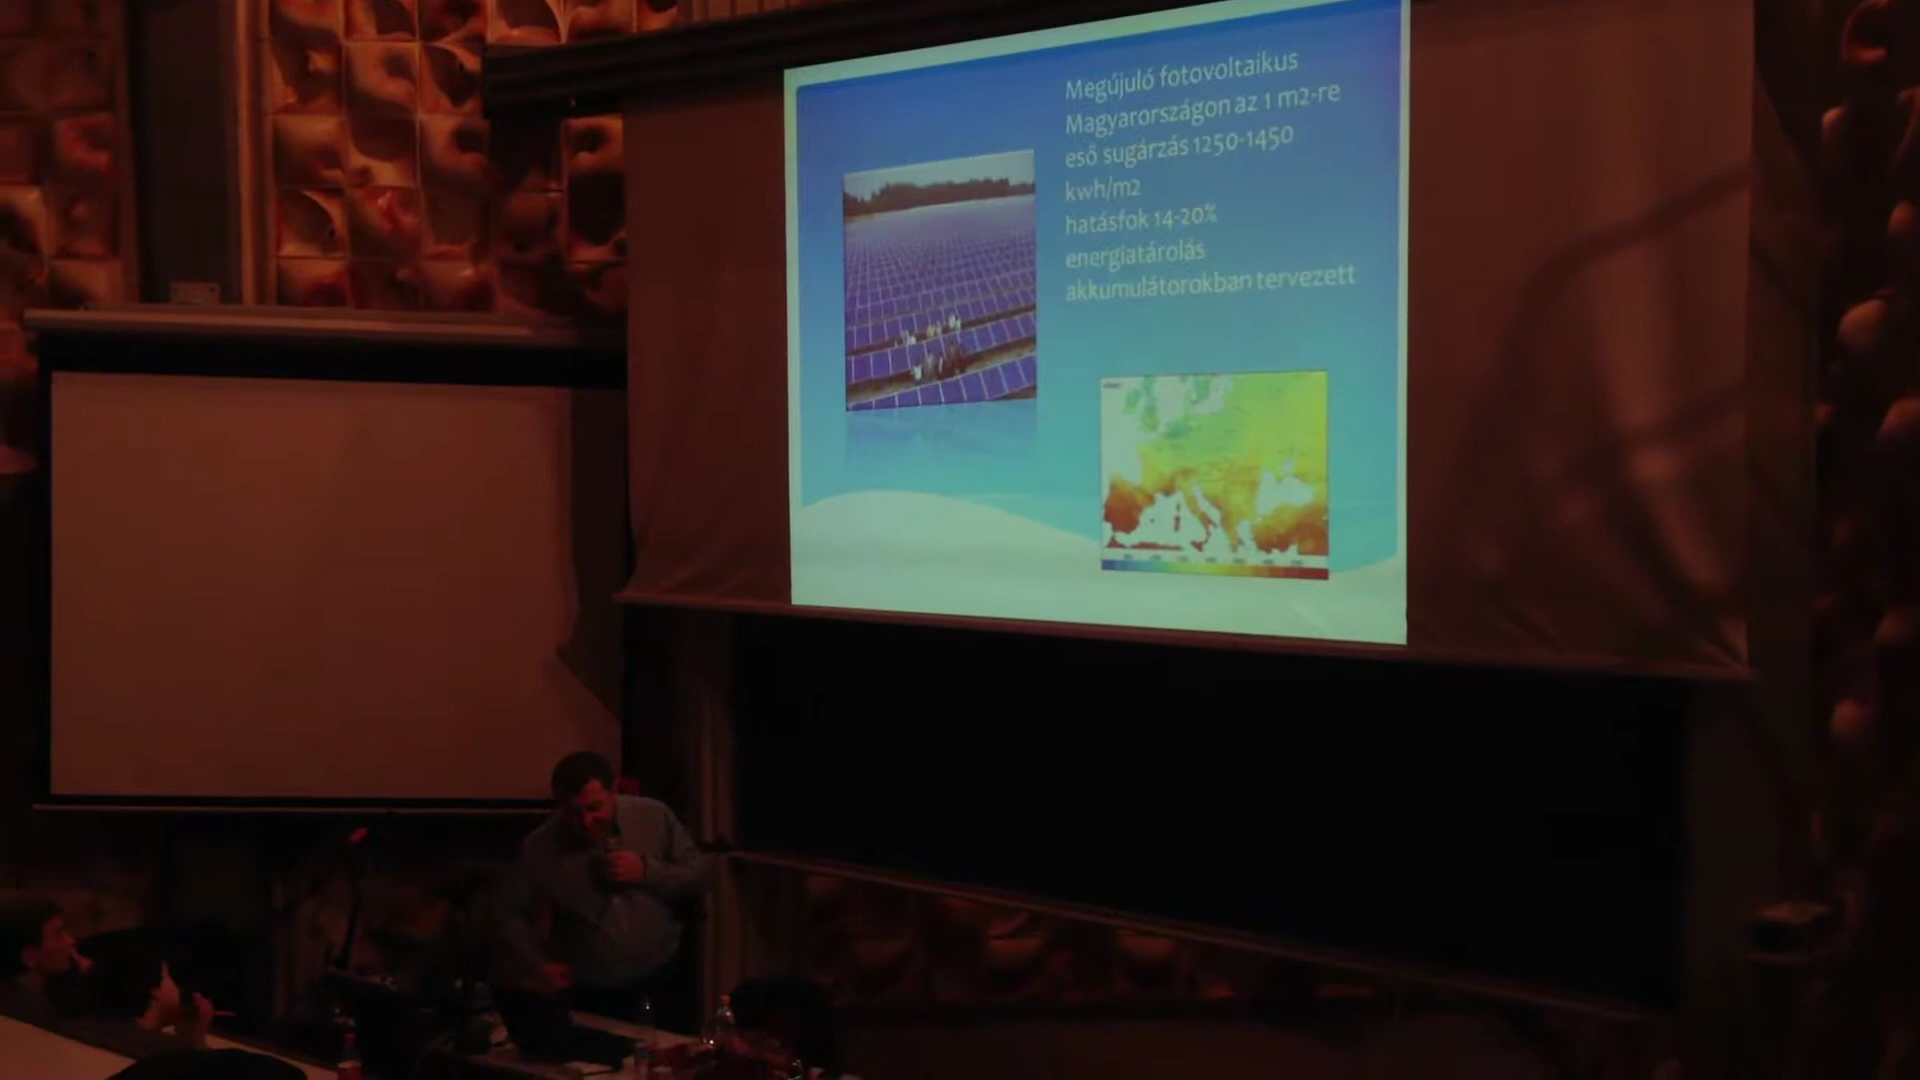 Megújuló fotovoltaikus
Magyarországon az 1 m2-re
eső sugárzás 1250-1450
kwh/m2
hatásfok 14-20%
energiatárolás
akkumulátorokban tervezett